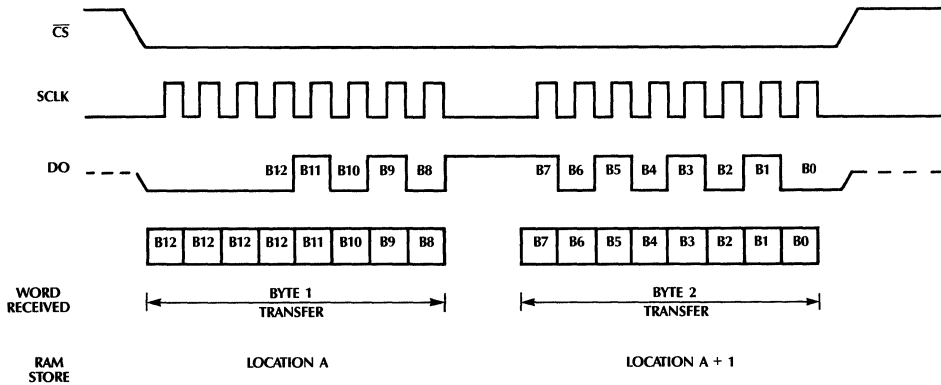 CS
SCLK
DO
B12 B11 B10 B9 B8 B7 B6 B5 B4 B3 B2 B1 B0
B12 B12 B12 B12 B11 B10 B9 B8 B7 B6 B5 B4 B3 B2 B1 B0
WORD RECEIVED
BYTE 1 TRANSFER
BYTE 2 TRANSFER
RAM STORE
LOCATION A
LOCATION A + 1